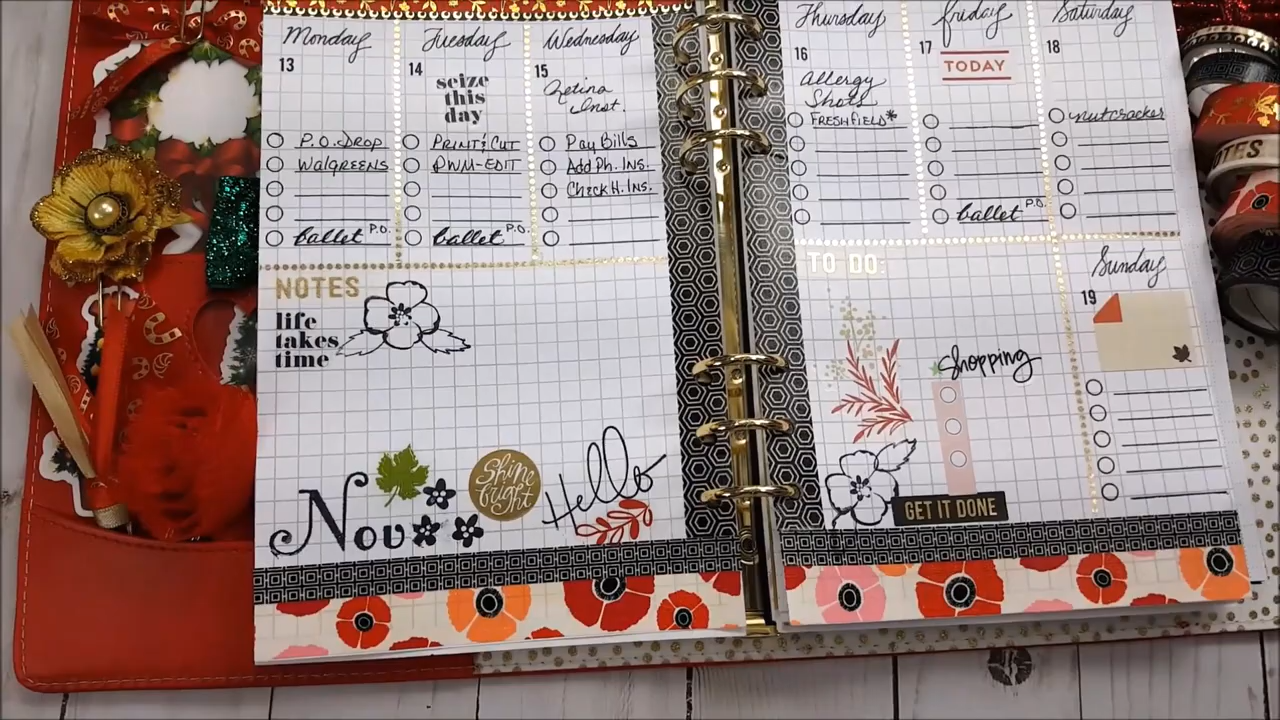 Monday
13
P.O. Drop
Walgreens
ballet P.O.
Tuesday
14
seize
this
day
Print & Cut
PWM-Edit
ballet P.O.
Wednesday
15
Retina
Inst.
Pay Bills
Add Ph. Ins.
Check H. Ins.
NOTES
life
takes
time
Nov
Shine
bright
Hello
Thursday
16
Allergy
Shots
FRESHFIELD*
friday
17
TODAY
ballet P.O.
Saturday
18
nutcracker
TO DO:
Shopping
GET IT DONE
Sunday
19
NOTES